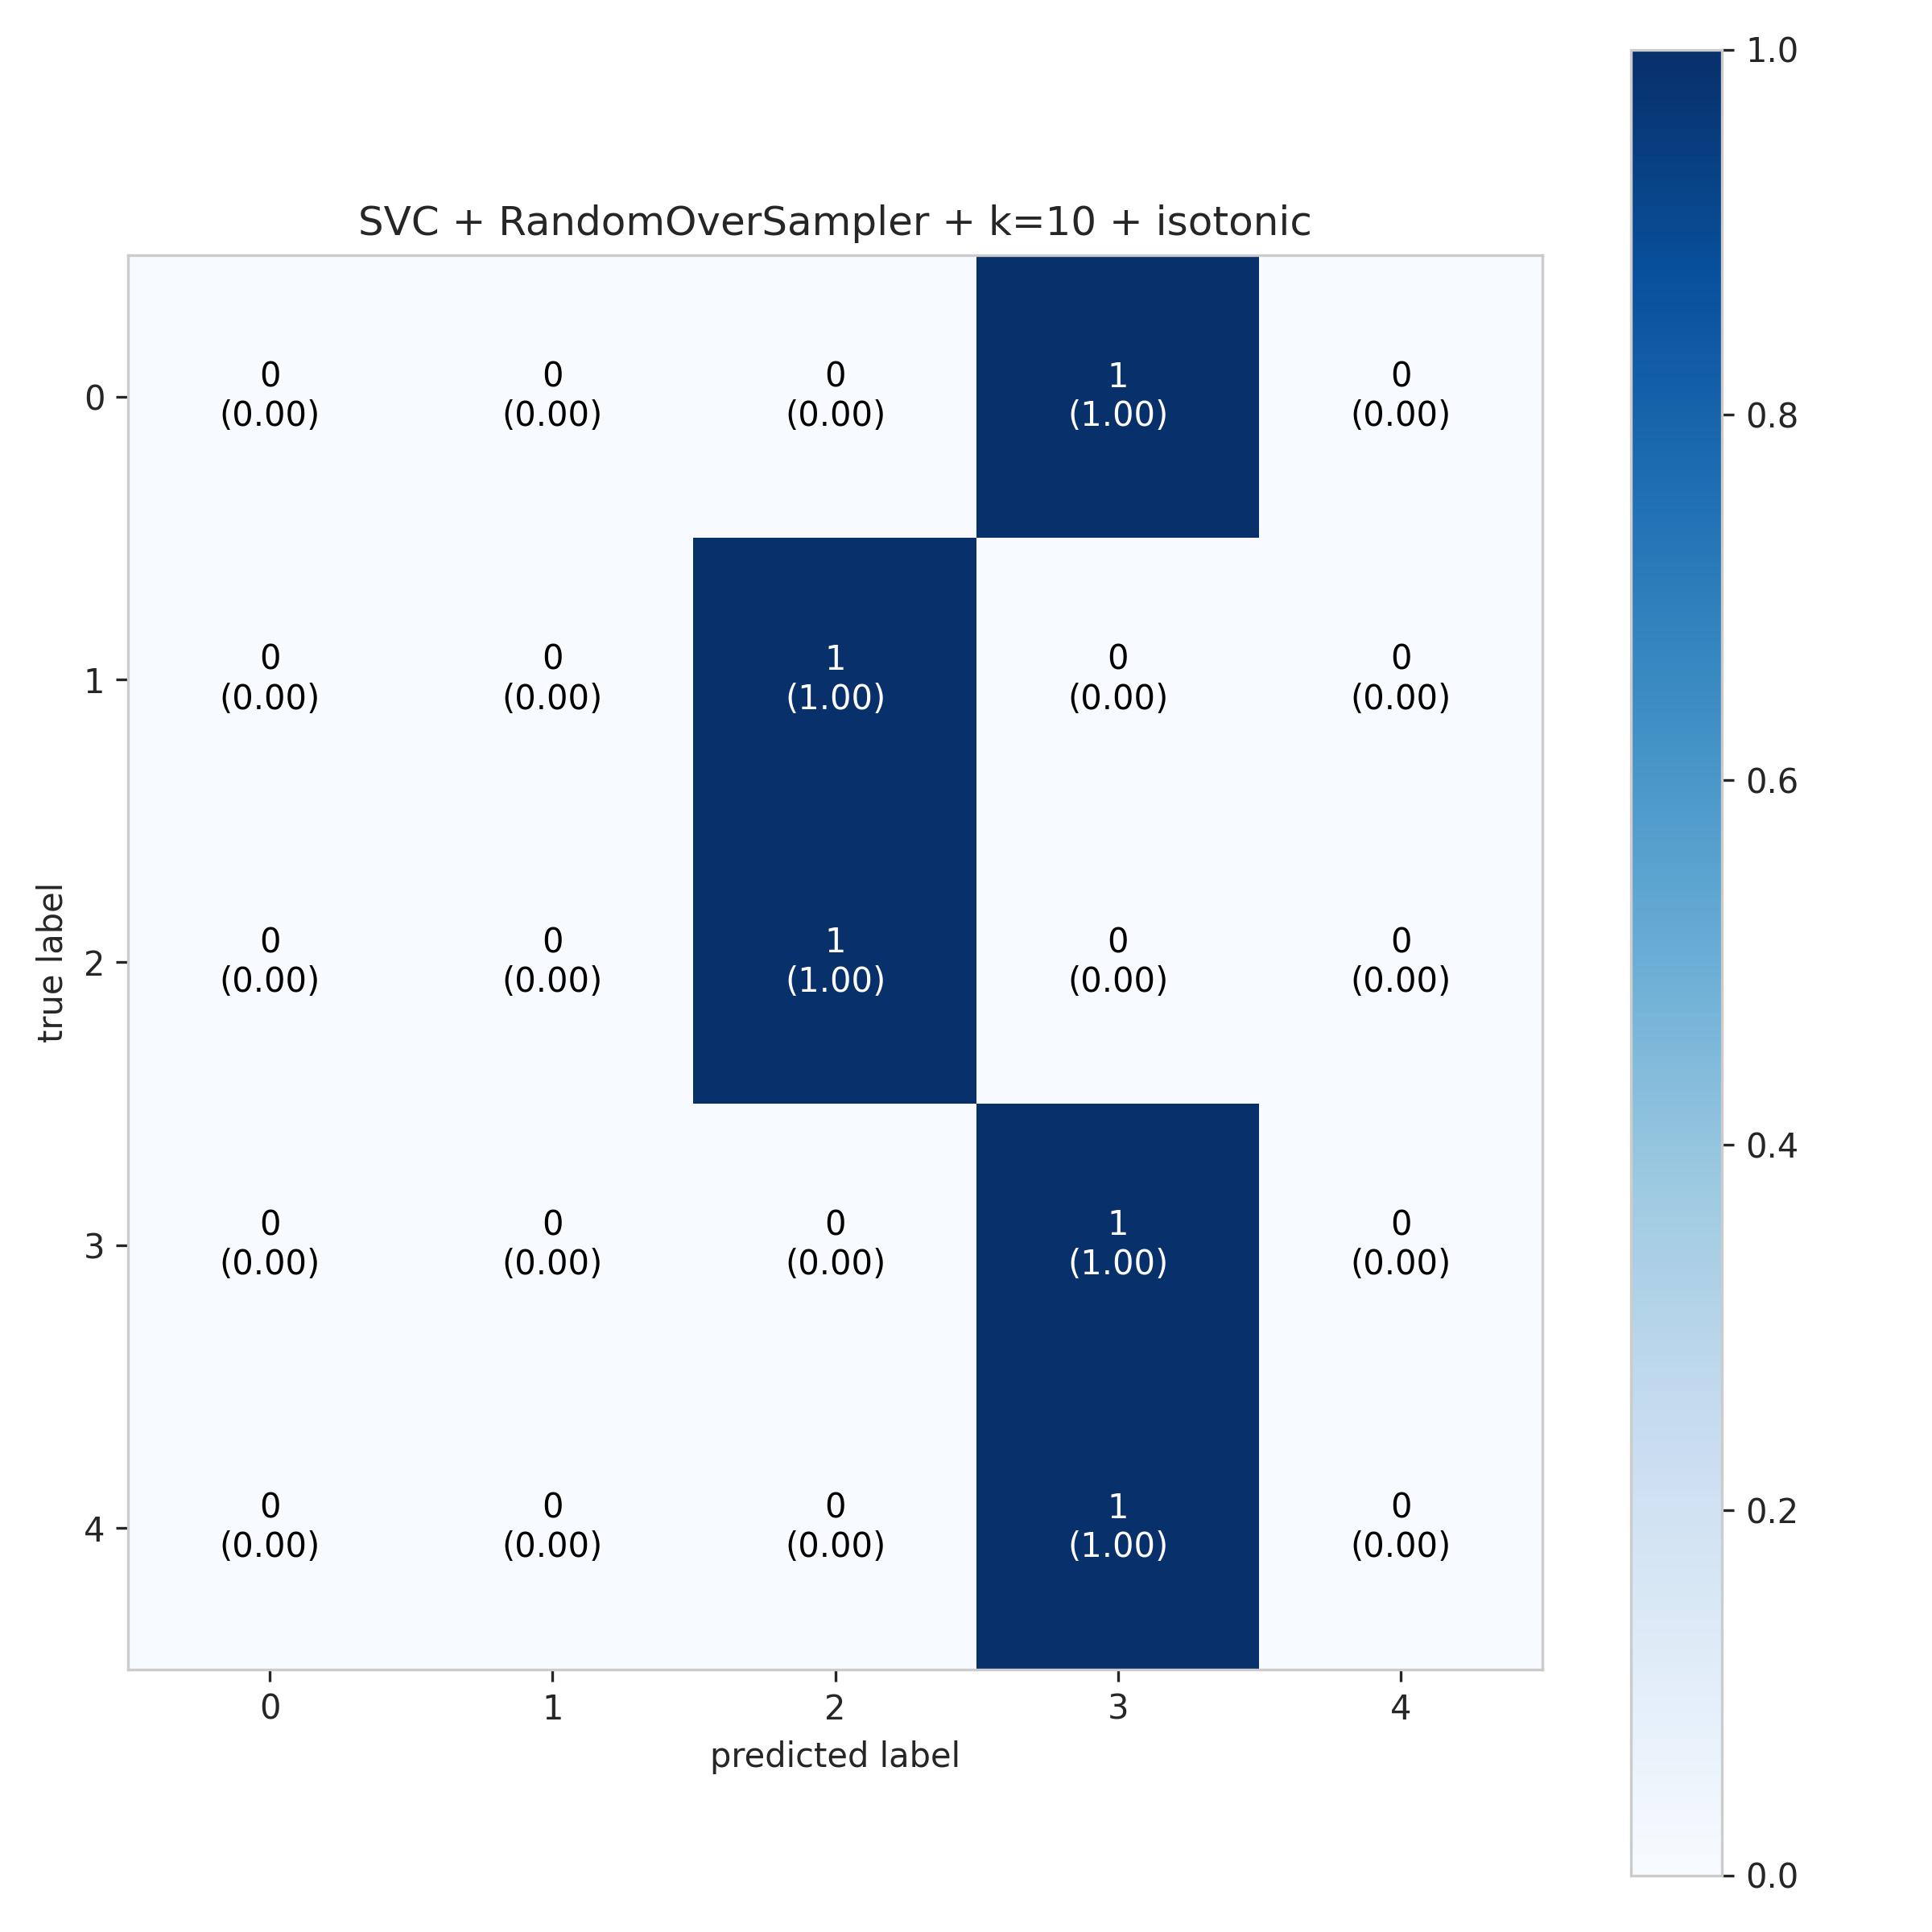 SVC + RandomOverSampler + k=10 + isotonic
1.0
0.8
0.6
0.4
0.2
0.0
true label
0
0 0 0 1 0
(0.00) (0.00) (0.00) (1.00) (0.00)
1
0 0 1 0 0
(0.00) (0.00) (1.00) (0.00) (0.00)
2
0 0 1 0 0
(0.00) (0.00) (1.00) (0.00) (0.00)
3
0 0 0 1 0
(0.00) (0.00) (0.00) (1.00) (0.00)
4
0 0 0 1 0
(0.00) (0.00) (0.00) (1.00) (0.00)
0 1 2 3 4
predicted label